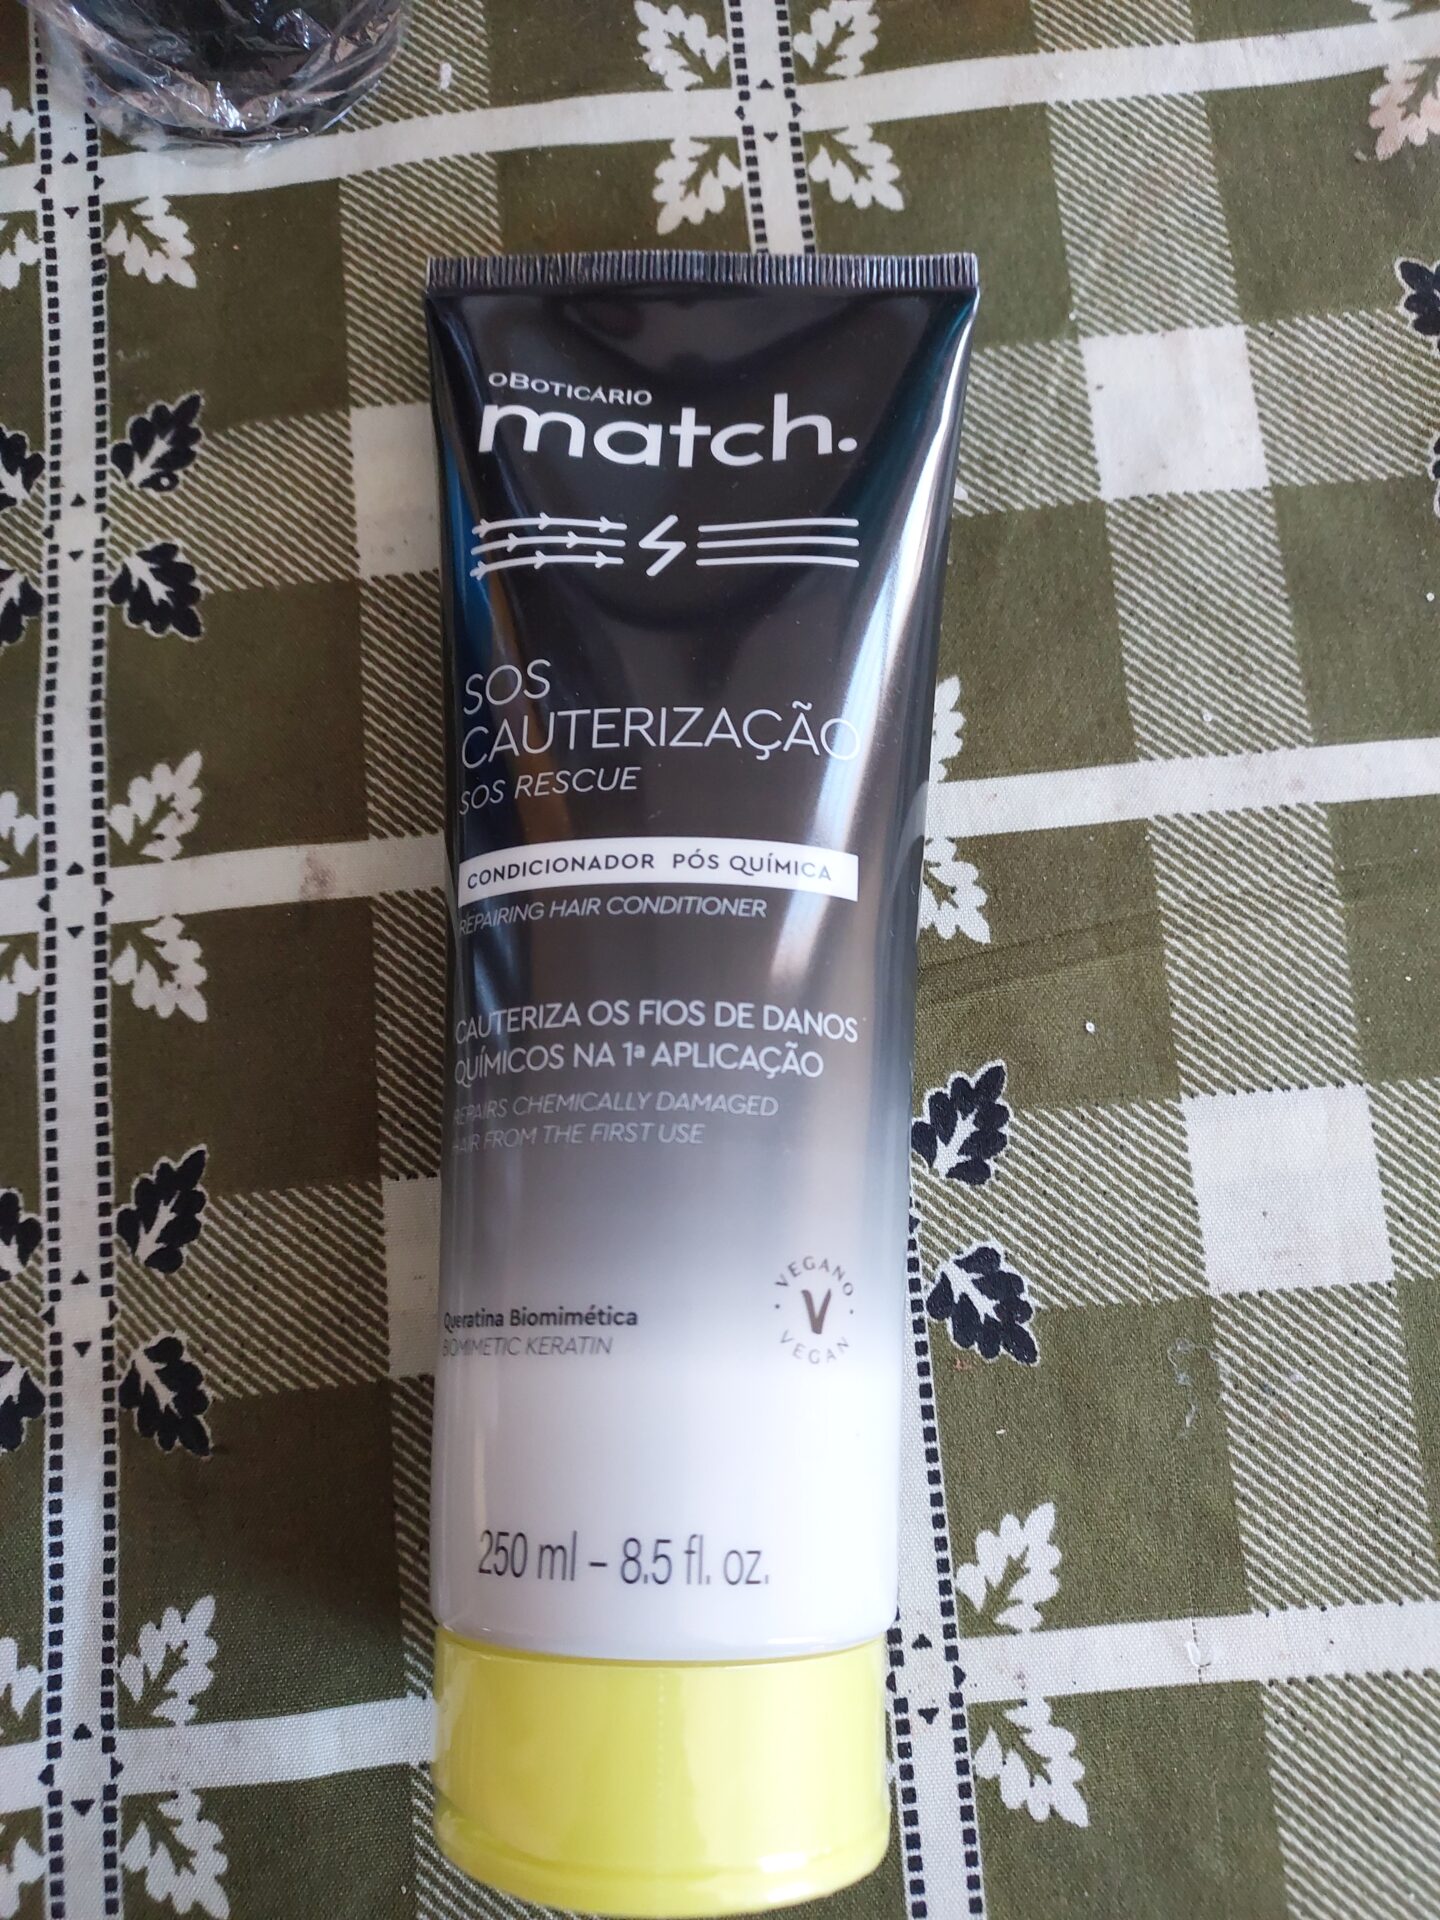 oBOTICÁRIO
match.
SOS
CAUTERIZAÇÃO
SOS RESCUE
CONDICIONADOR PÓS QUÍMICA
REPAIRING HAIR CONDITIONER
CAUTERIZA OS FIOS DE DANOS
QUÍMICOS NA 1ª APLICAÇÃO
REPAIRS CHEMICALLY DAMAGED
HAIR FROM THE FIRST USE
Queratina Biomimética
BIOMIMETIC KERATIN
VEGANO
V
VEGAN
250 ml – 8.5 fl. oz.